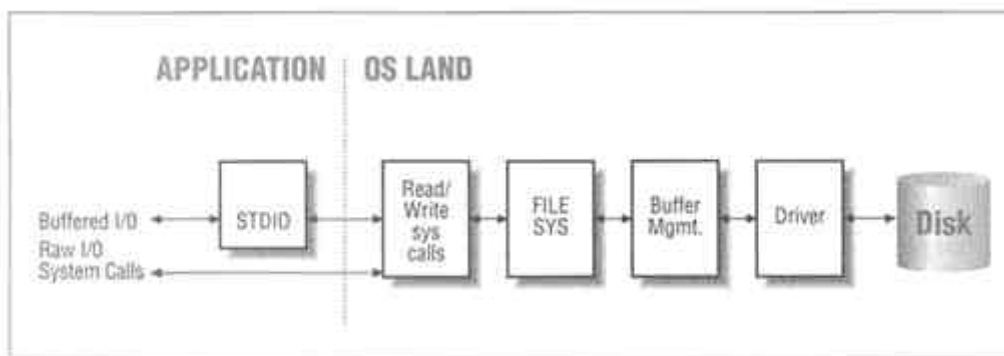 APPLICATION
OS LAND
Buffered I/O
Raw I/O
System Calls
STDIO
Read/
Write
sys
calls
FILE
SYS
Buffer
Mgmt.
Driver
Disk